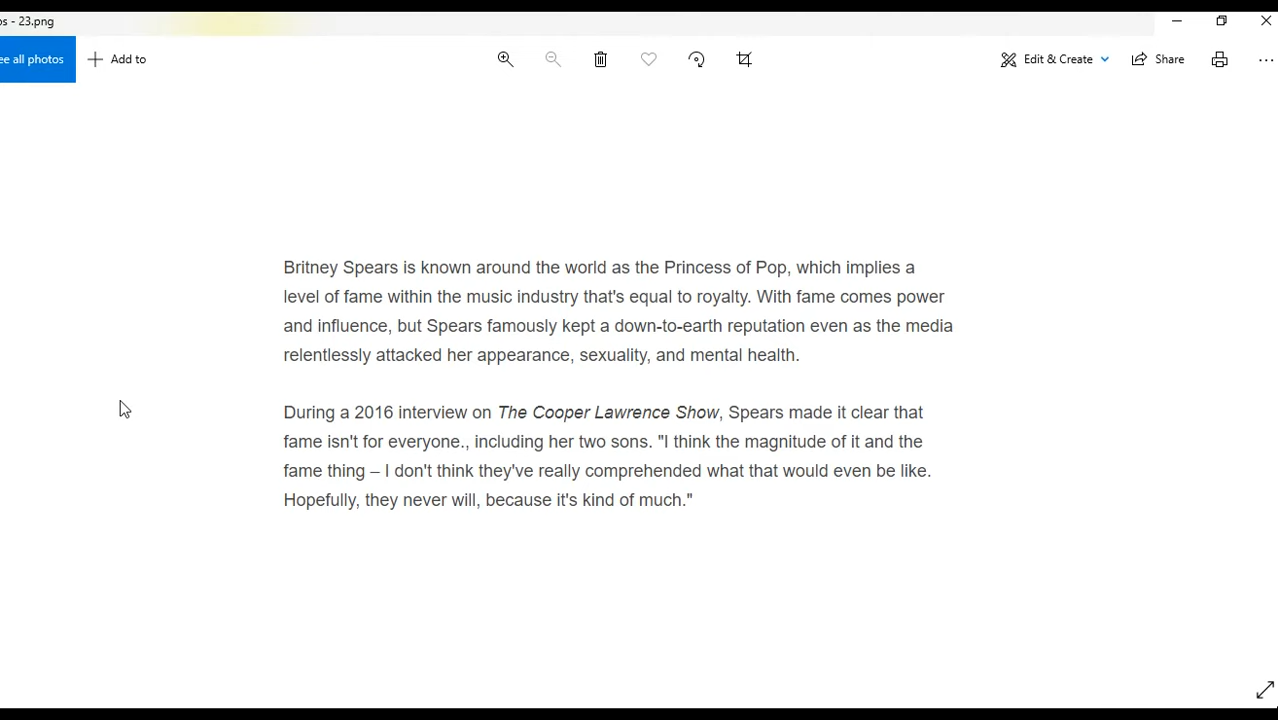 os - 23.png
ee all photos
Add to
Edit & Create
Share
Britney Spears is known around the world as the Princess of Pop, which implies a
level of fame within the music industry that's equal to royalty. With fame comes power
and influence, but Spears famously kept a down-to-earth reputation even as the media
relentlessly attacked her appearance, sexuality, and mental health.
During a 2016 interview on The Cooper Lawrence Show, Spears made it clear that
fame isn't for everyone., including her two sons. "I think the magnitude of it and the
fame thing – I don't think they've really comprehended what that would even be like.
Hopefully, they never will, because it's kind of much."